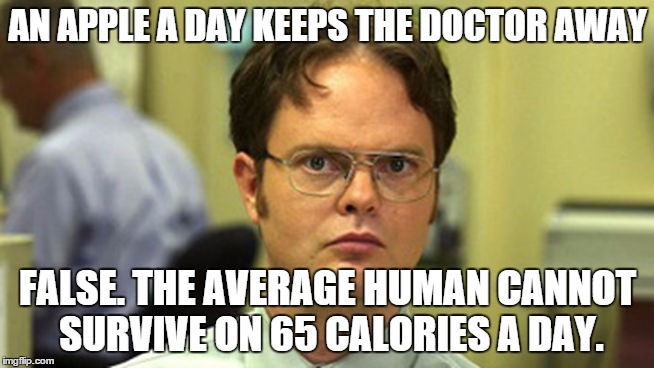 AN APPLE A DAY KEEPS THE DOCTOR AWAY
FALSE. THE AVERAGE HUMAN CANNOT
SURVIVE ON 65 CALORIES A DAY.
imgflip.com